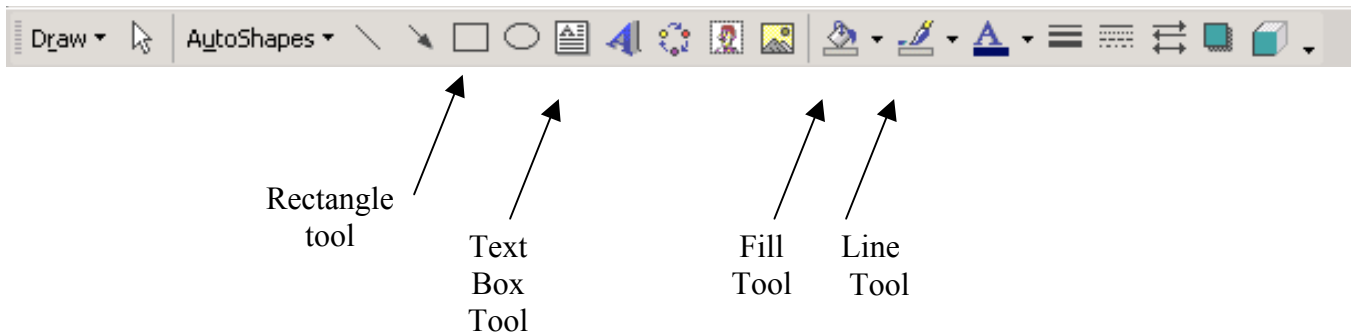 Draw AutoShapes A
Rectangle
tool
Text
Box
Tool
Fill
Tool
Line
Tool